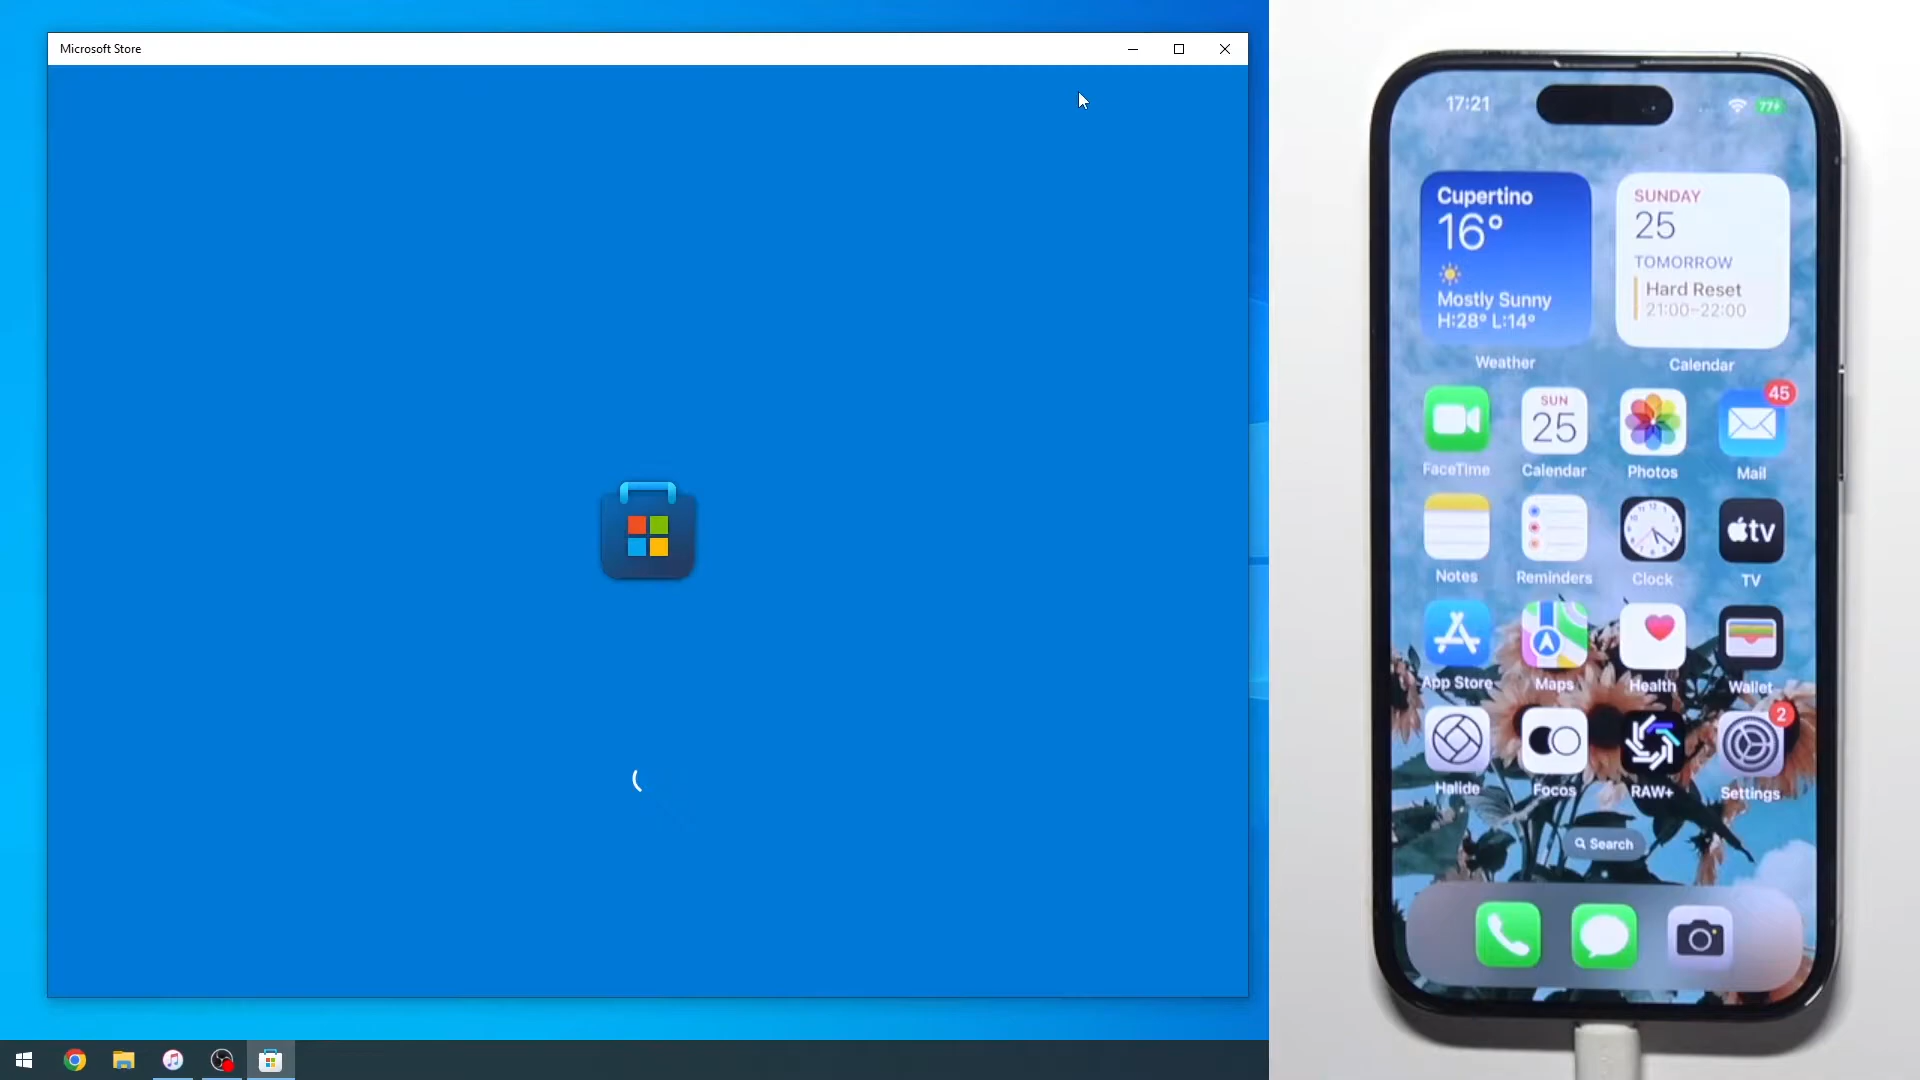 Microsoft Store
17:21
77
Cupertino
16°
Mostly Sunny
H:28° L:14°
Weather
SUNDAY
25
TOMORROW
Hard Reset
21:00–22:00
Calendar
45
SUN
25
FaceTime
Calendar
Photos
Mail
tv
Notes
Reminders
Clock
TV
App Store
Maps
Health
Wallet
2
Halide
Focos
RAW+
Settings
Search